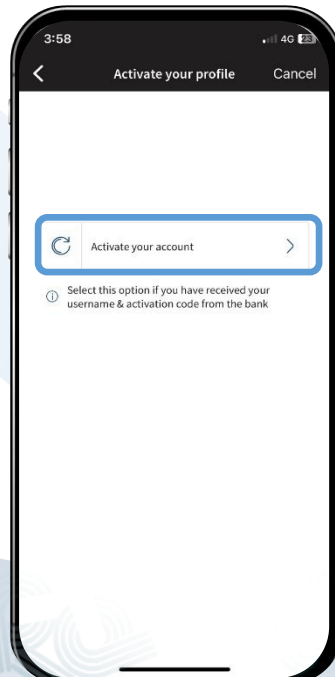 3:58 4G 23
Activate your profile Cancel
Activate your account
Select this option if you have received your
username & activation code from the bank